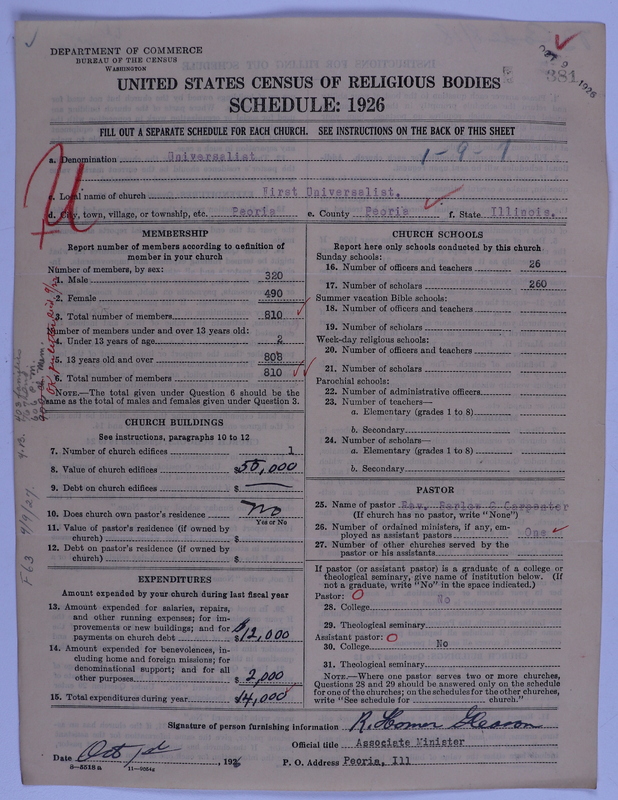 DEPARTMENT OF COMMERCE
BUREAU OF THE CENSUS
WASHINGTON
381
1926
UNITED STATES CENSUS OF RELIGIOUS BODIES
SCHEDULE: 1926
FILL OUT A SEPARATE SCHEDULE FOR EACH CHURCH. SEE INSTRUCTIONS ON THE BACK OF THIS SHEET
a. Denomination Universalist
1-9-7
U
c. Local name of church First Universalist.
d. City, town, village, or township, etc. Peoria e. County Peoria f. State Illinois.
MEMBERSHIP
Report number of members according to definition of member in your church
Number of members, by sex:
1. Male 320
2. Female 490
3. Total number of members 810
Number of members under and over 13 years old:
4. Under 13 years of age 2
5. 13 years old and over 808
6. Total number of members 810
NOTE.—The total given under Question 6 should be same as the total of males and females given under Question 3.
CHURCH BUILDINGS
See instructions, paragraphs 10 to 12
7. Number of church edifices 1
8. Value of church edifices $55,000
9. Debt on church edifices $ —
10. Does church own pastor's residence No
Yes or No
11. Value of pastor's residence (if owned by church) $
12. Debt on pastor's residence (if owned by church) $
EXPENDITURES
Amount expended by your church during last fiscal year
13. Amount expended for salaries, repairs, and other running expenses; for improvements or new buildings; and for payments on church debt $12,000
14. Amount expended for benevolences, including home and foreign missions; for denominational support; and for all other purposes $2,000
15. Total expenditures during year $14,000
CHURCH SCHOOLS
Report here only schools conducted by this church
Sunday schools:
16. Number of officers and teachers 26
17. Number of scholars 260
Summer vacation Bible schools:
18. Number of officers and teachers
19. Number of scholars
Week-day religious schools:
20. Number of officers and teachers
21. Number of scholars
Parochial schools:
22. Number of administrative officers
23. Number of teachers—
a. Elementary (grades 1 to 8)
b. Secondary
24. Number of scholars—
a. Elementary (grades 1 to 8)
b. Secondary
PASTOR
25. Name of pastor Rev. Barlow G Carpenter
(If church has no pastor, write "None")
26. Number of ordained ministers, if any, employed as assistant pastors One
27. Number of other churches served by the pastor or his assistants
If pastor (or assistant pastor) is a graduate of a college or theological seminary, give name of institution below. (If not a graduate, write "No" in the space indicated.)
Pastor:
28. College No
29. Theological seminary
Assistant pastor:
30. College No
31. Theological seminary
NOTE.—Where one pastor serves two or more churches, Questions 28 and 29 should be answered only on the schedule for one of the churches; on the schedules for the other churches, write "See schedule for church."
Signature of person furnishing information R. Homer Gleason
Official title Associate Minister
Date Oct 1st, 1926 P. O. Address Peoria, Ill
8-5518a
F63 4/9/27